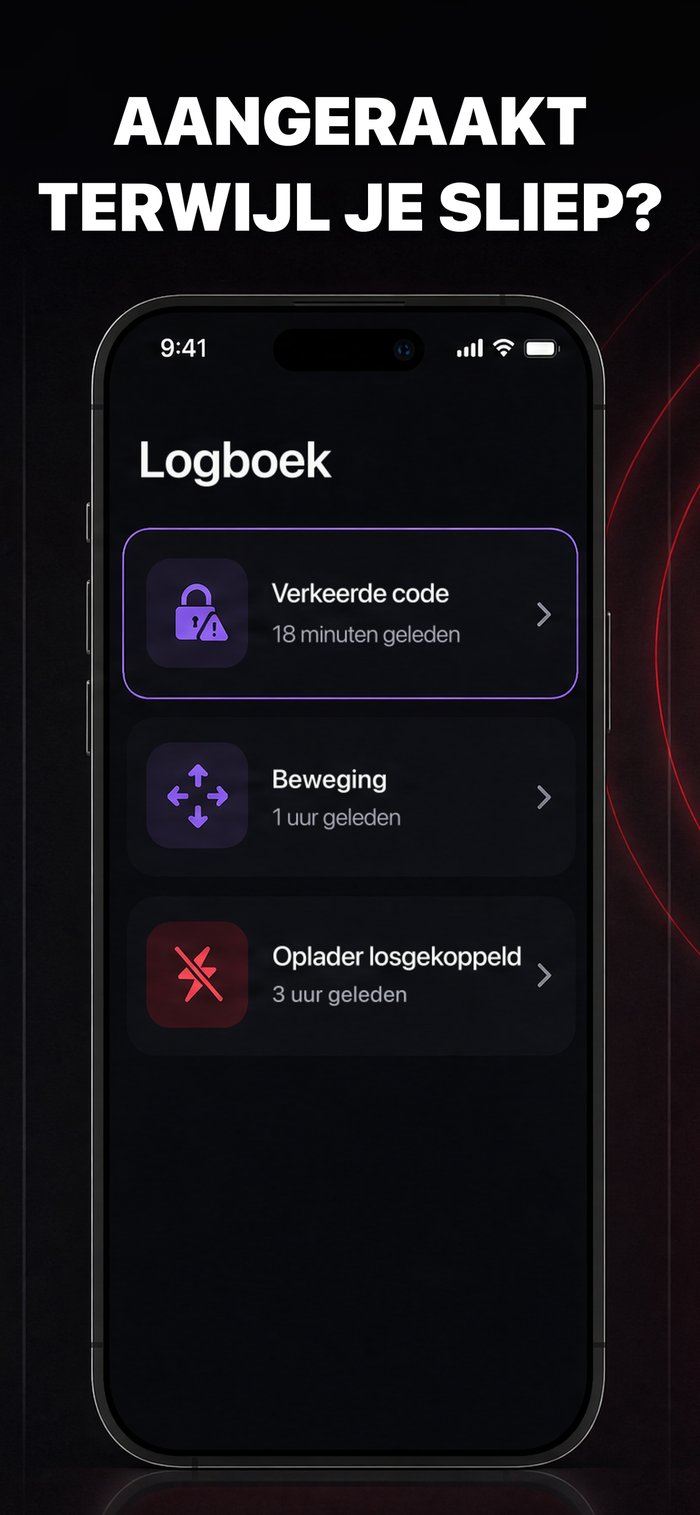 AANGERAAKT
TERWIJL JE SLIEP?
9:41
Logboek
Verkeerde code
18 minuten geleden
Beweging
1 uur geleden
Oplader losgekoppeld
3 uur geleden